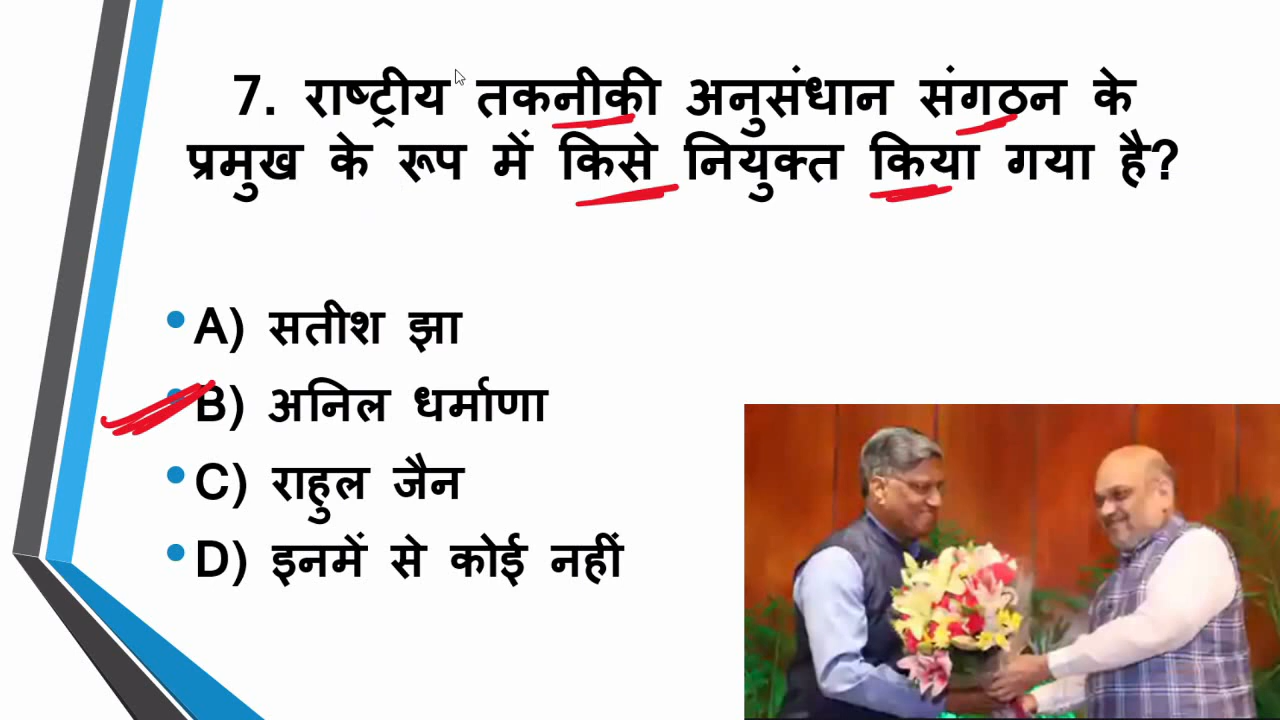 7. राष्ट्रीय तकनीकी अनुसंधान संगठन के
प्रमुख के रूप में किसे नियुक्त किया गया है?
• A) सतीश झा
• B) अनिल धर्माणा
• C) राहुल जैन
• D) इनमें से कोई नहीं